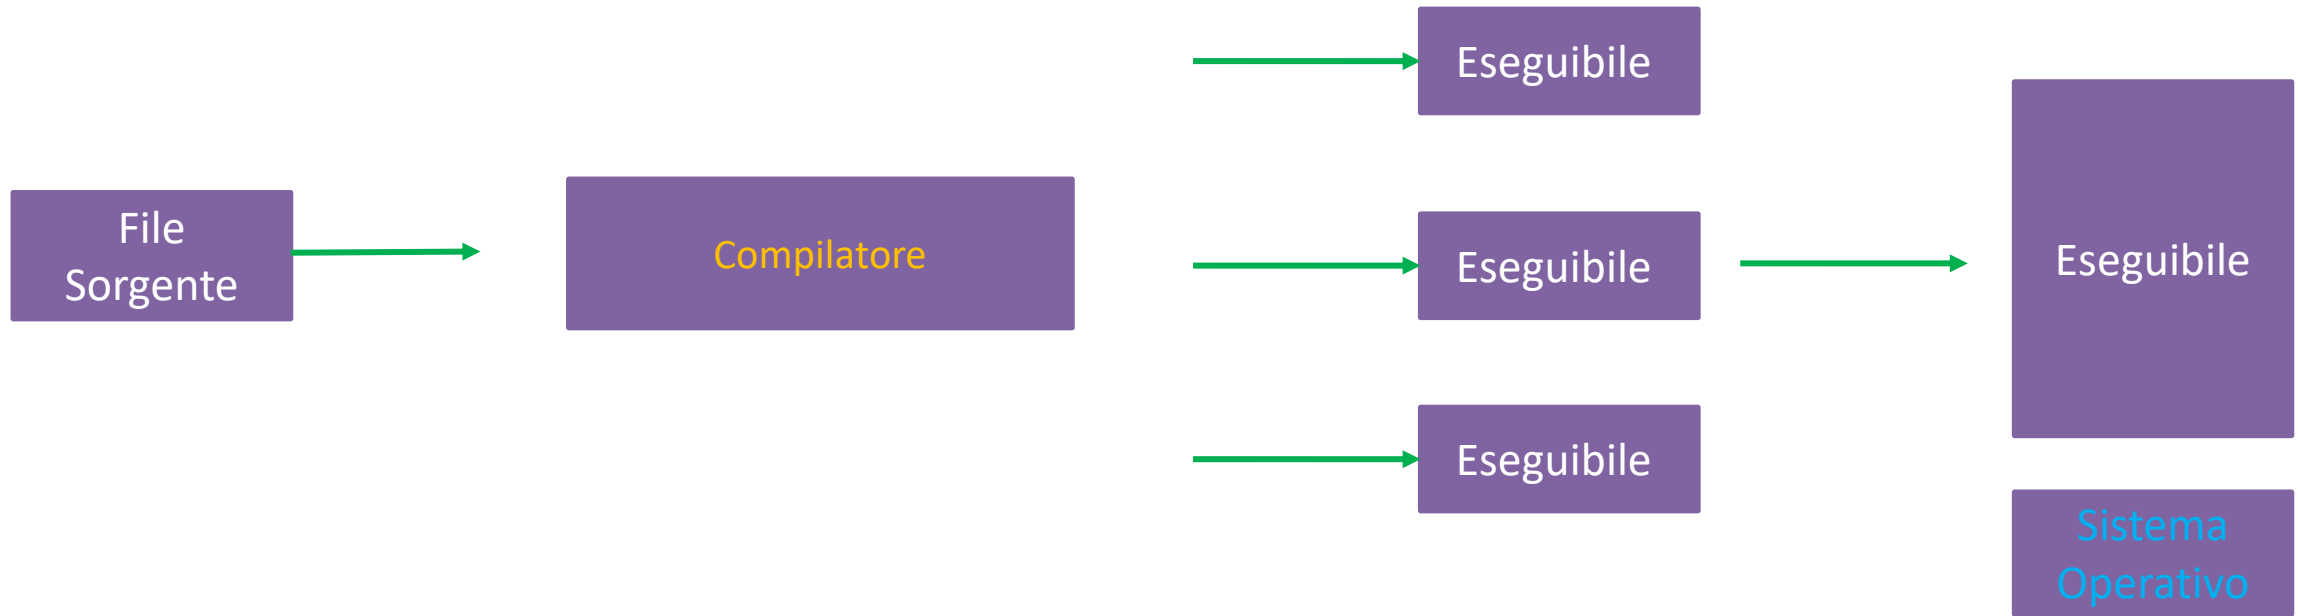 File
Sorgente
Compilatore
Eseguibile
Eseguibile
Eseguibile
Eseguibile
Sistema
Operativo